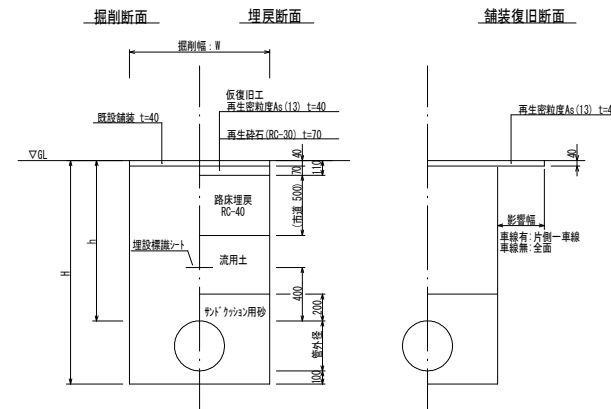 掘削断面
埋戻断面
舗装復旧断面
掘削幅：W
仮復旧工
再生密粒度As(13) t=40
既設舗装 t=40
再生砕石(RC-30) t=70
再生密粒度As(13) t=4
▽GL
40
70
110
40
路床埋戻
RC-40
(市道 500)
影響幅
車線有：片側一車線
車線無：全面
埋設標識シート
流用土
h
H
400
200
サンドクッション用砂
管外径
100